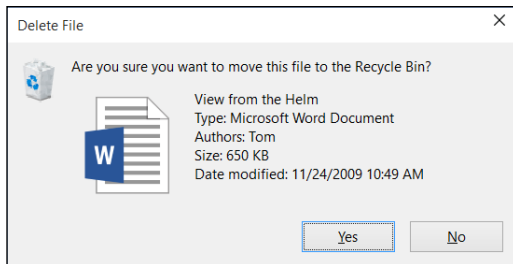 Delete File
Are you sure you want to move this file to the Recycle Bin?
View from the Helm
Type: Microsoft Word Document
Authors: Tom
Size: 650 KB
Date modified: 11/24/2009 10:49 AM
W
Yes
No